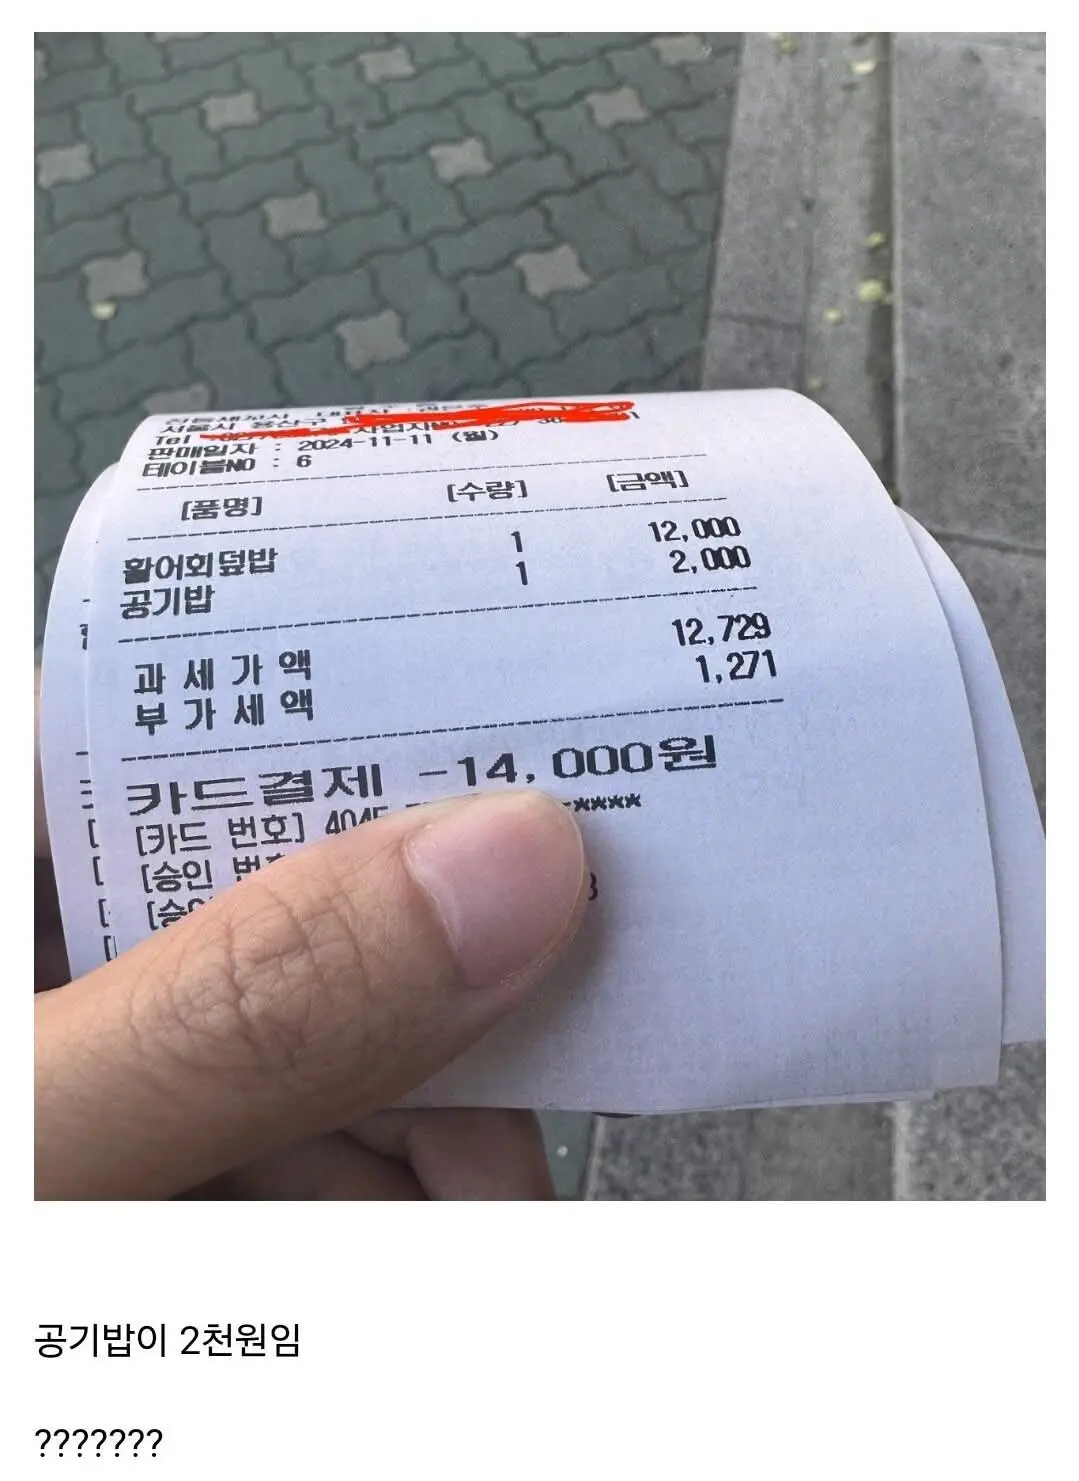 서울시 용산구
Tel
판매일자 : 2024-11-11 (월)
테이블NO : 6
[품명] [수량] [금액]
활어회덮밥 1 12,000
공기밥 1 2,000
과 세 가 액 12,729
부 가 세 액 1,271
카드결제 -14,000원
[카드 번호] 404 -****
[승인
공기밥이 2천원임
???????